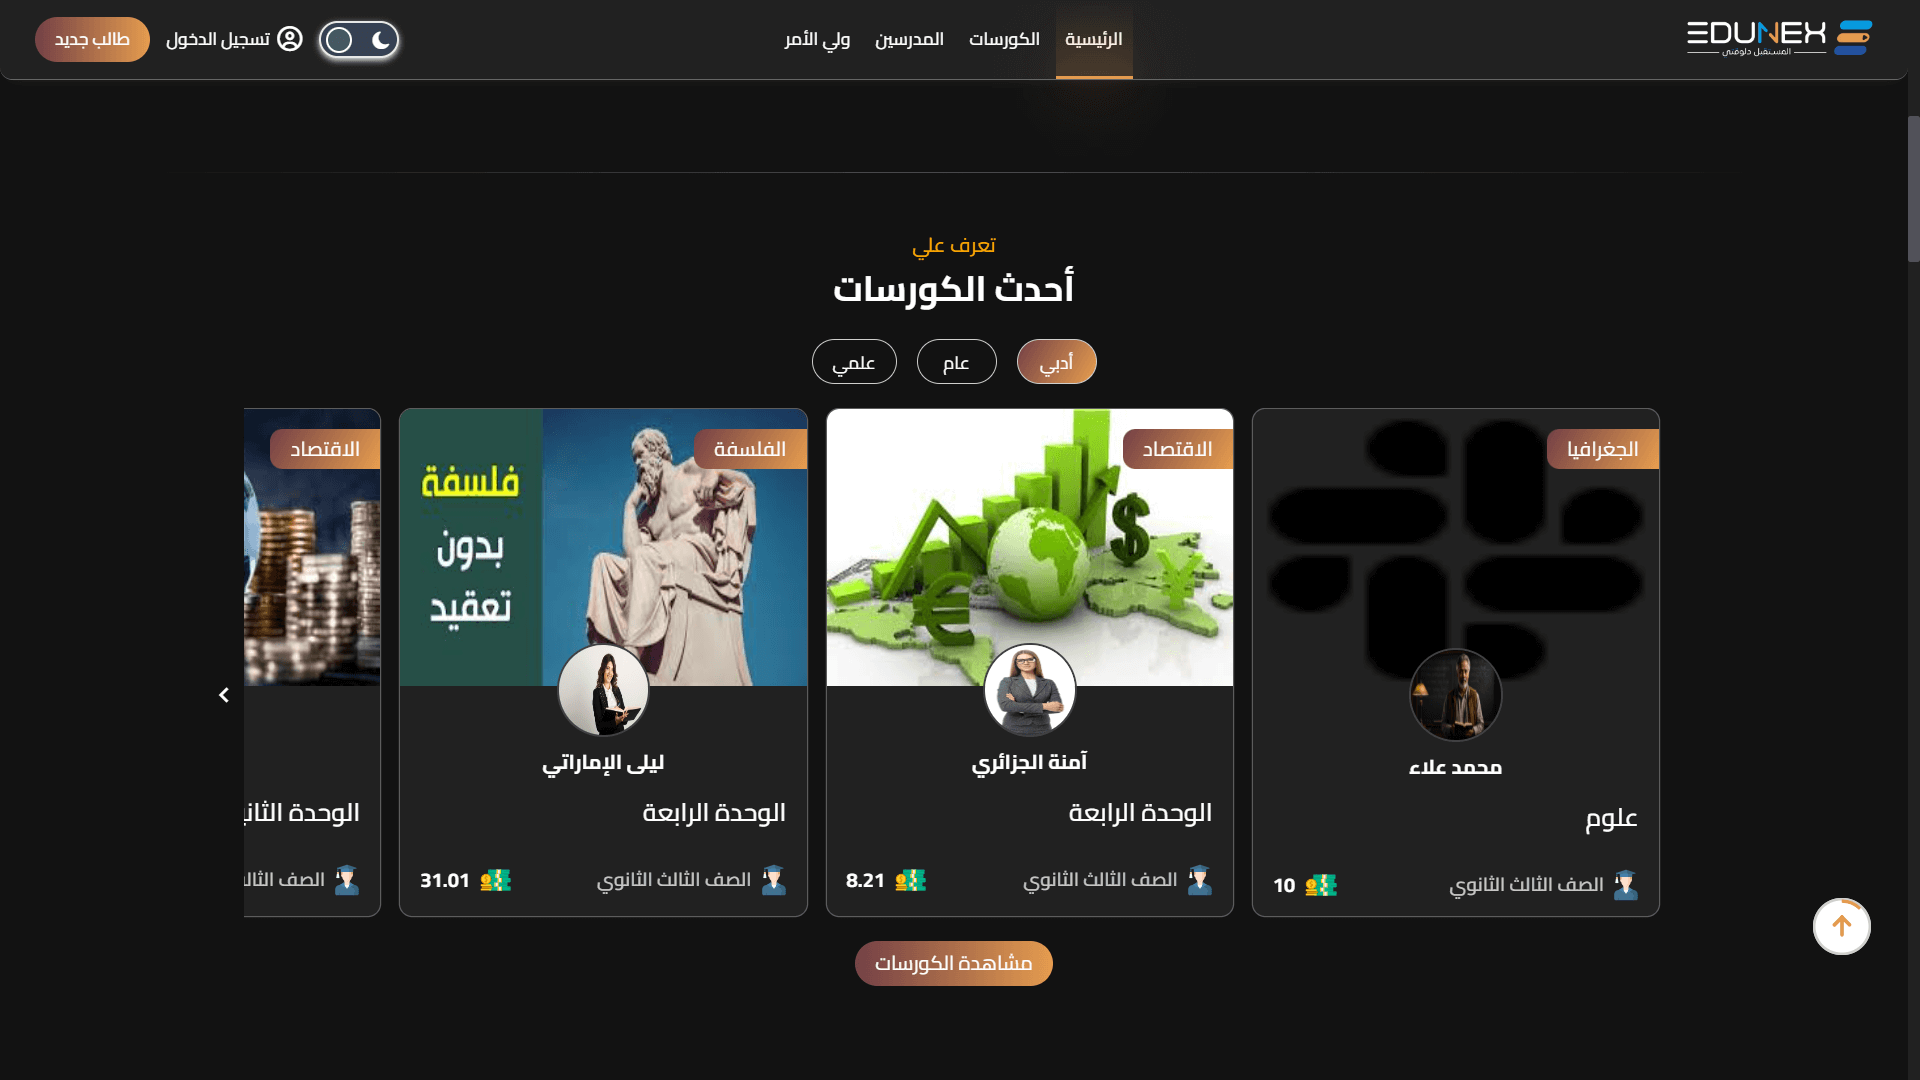 EDUNEX
المستقبل دلوقتي
الرئيسية
الكورسات
المدرسين
ولي الأمر
تسجيل الدخول
طالب جديد
تعرف علي
أحدث الكورسات
أدبي
عام
علمي
الجغرافيا
محمد علاء
علوم
الصف الثالث الثانوي
10
الاقتصاد
آمنة الجزائري
الوحدة الرابعة
الصف الثالث الثانوي
8.21
الفلسفة
فلسفة
بدون
تعقيد
ليلى الإماراتي
الوحدة الرابعة
الصف الثالث الثانوي
31.01
الاقتصاد
الوحدة
الصف
مشاهدة الكورسات